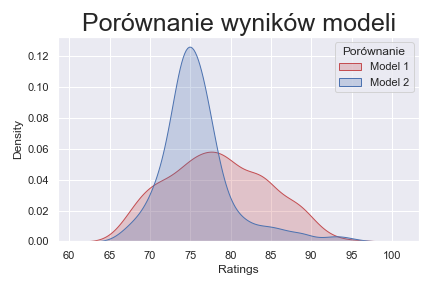 Porównanie wyników modeli
Porównanie
Model 1
Model 2
Density
0.12
0.10
0.08
0.06
0.04
0.02
0.00
60 65 70 75 80 85 90 95 100
Ratings